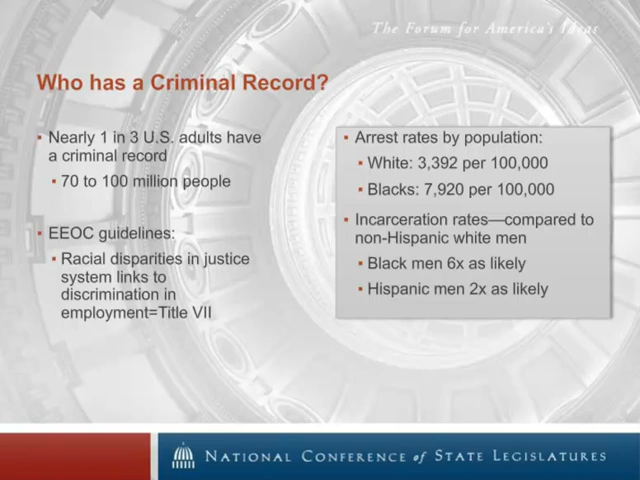 The Forum for America's Ideas
Who has a Criminal Record?
▪ Nearly 1 in 3 U.S. adults have
a criminal record
▪ 70 to 100 million people
▪ EEOC guidelines:
▪ Racial disparities in justice
system links to
discrimination in
employment=Title VII
▪ Arrest rates by population:
▪ White: 3,392 per 100,000
▪ Blacks: 7,920 per 100,000
▪ Incarceration rates—compared to
non-Hispanic white men
▪ Black men 6x as likely
▪ Hispanic men 2x as likely
NATIONAL CONFERENCE of STATE LEGISLATURES